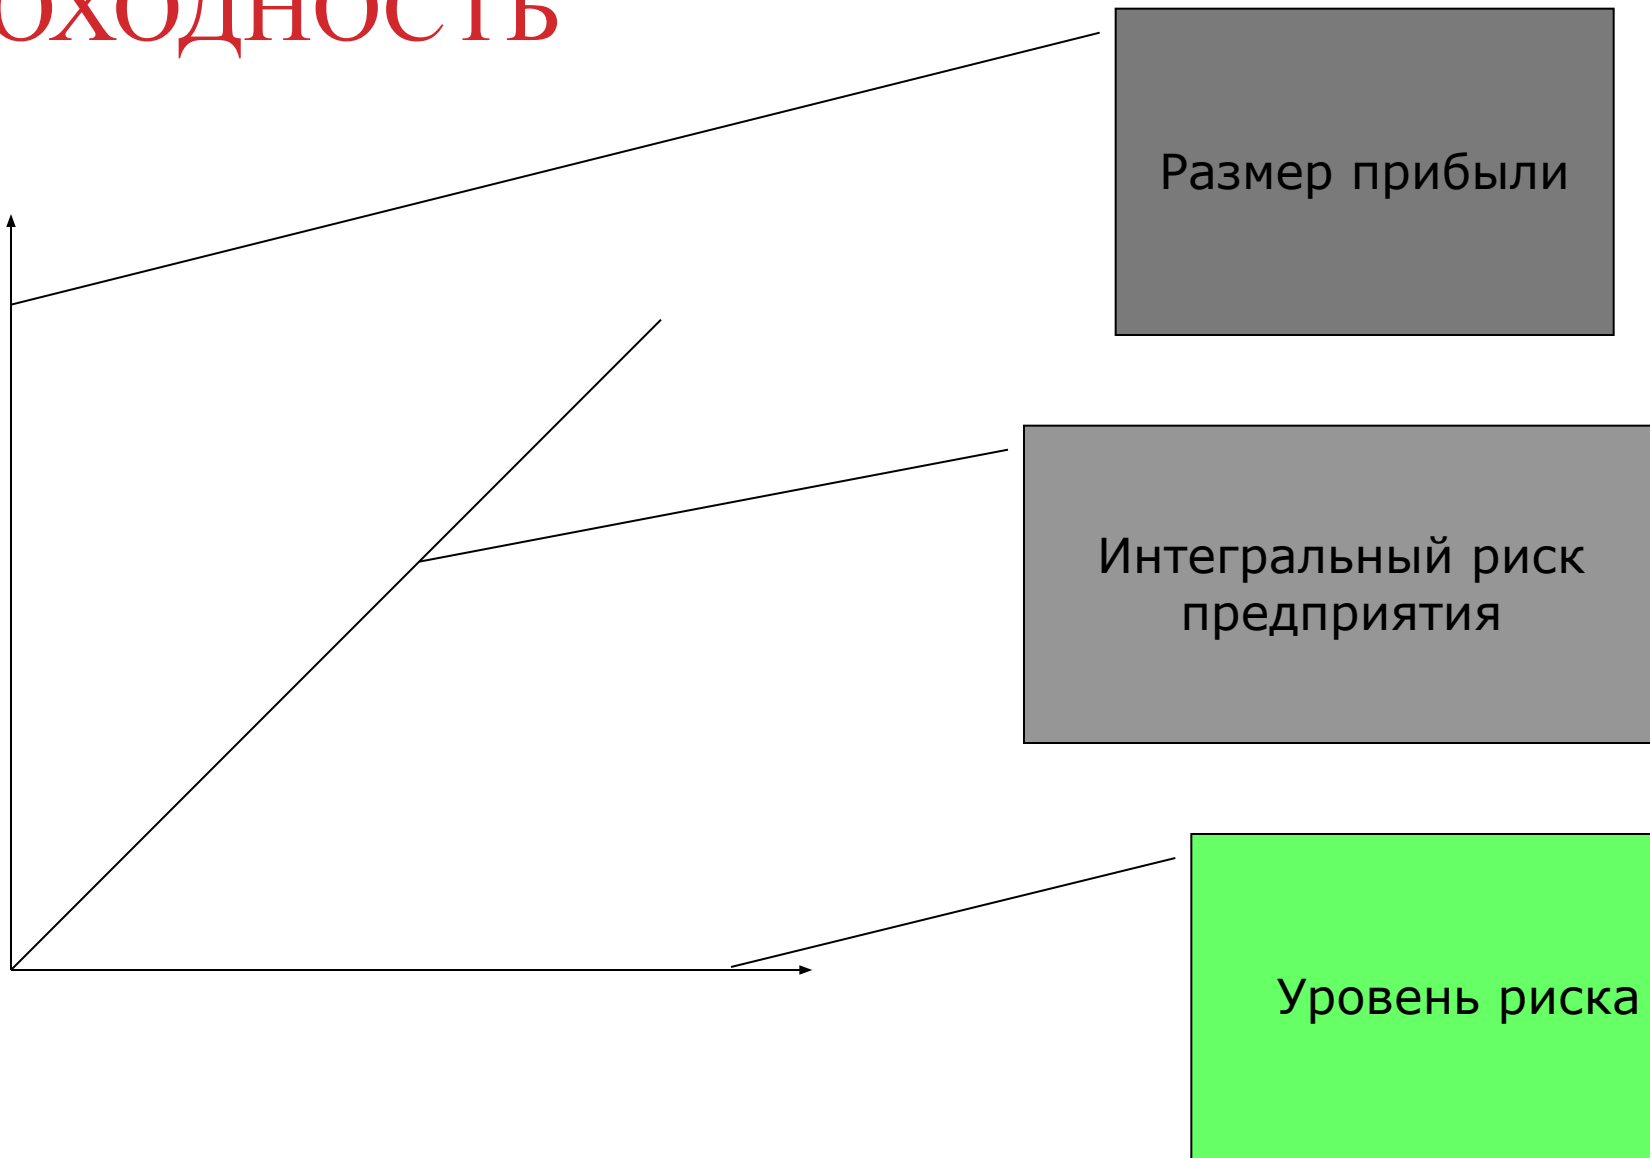 оходность
Размер прибыли
Интегральный риск
предприятия
Уровень риска